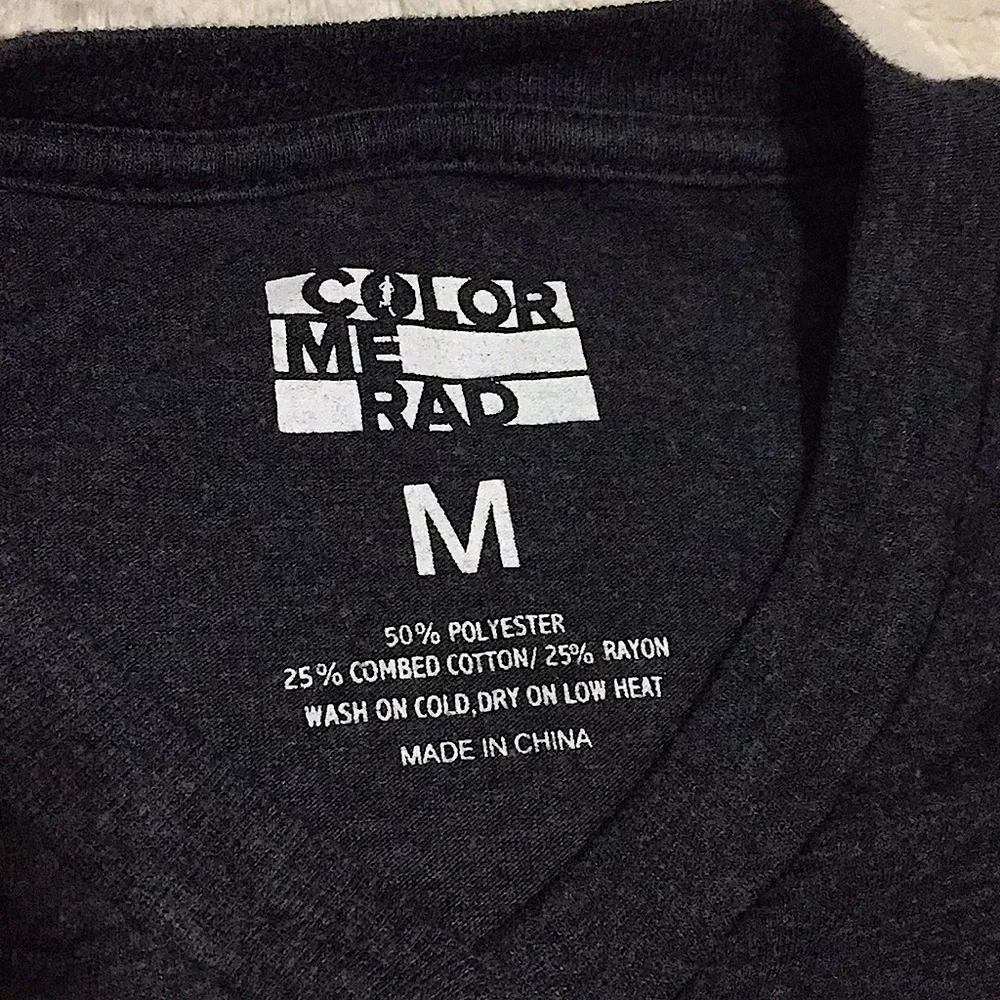 COLOR
ME
RAD
M
50% POLYESTER
25% COMBED COTTON/ 25% RAYON
WASH ON COLD,DRY ON LOW HEAT
MADE IN CHINA